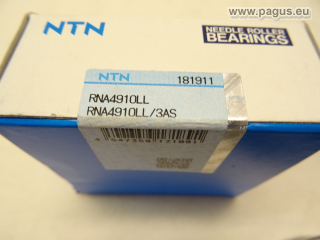 www.pagus.eu
NTN
NEEDLE ROLLER
BEARINGS
NTN 181911
RNA4910LL
RNA4910LL/3AS